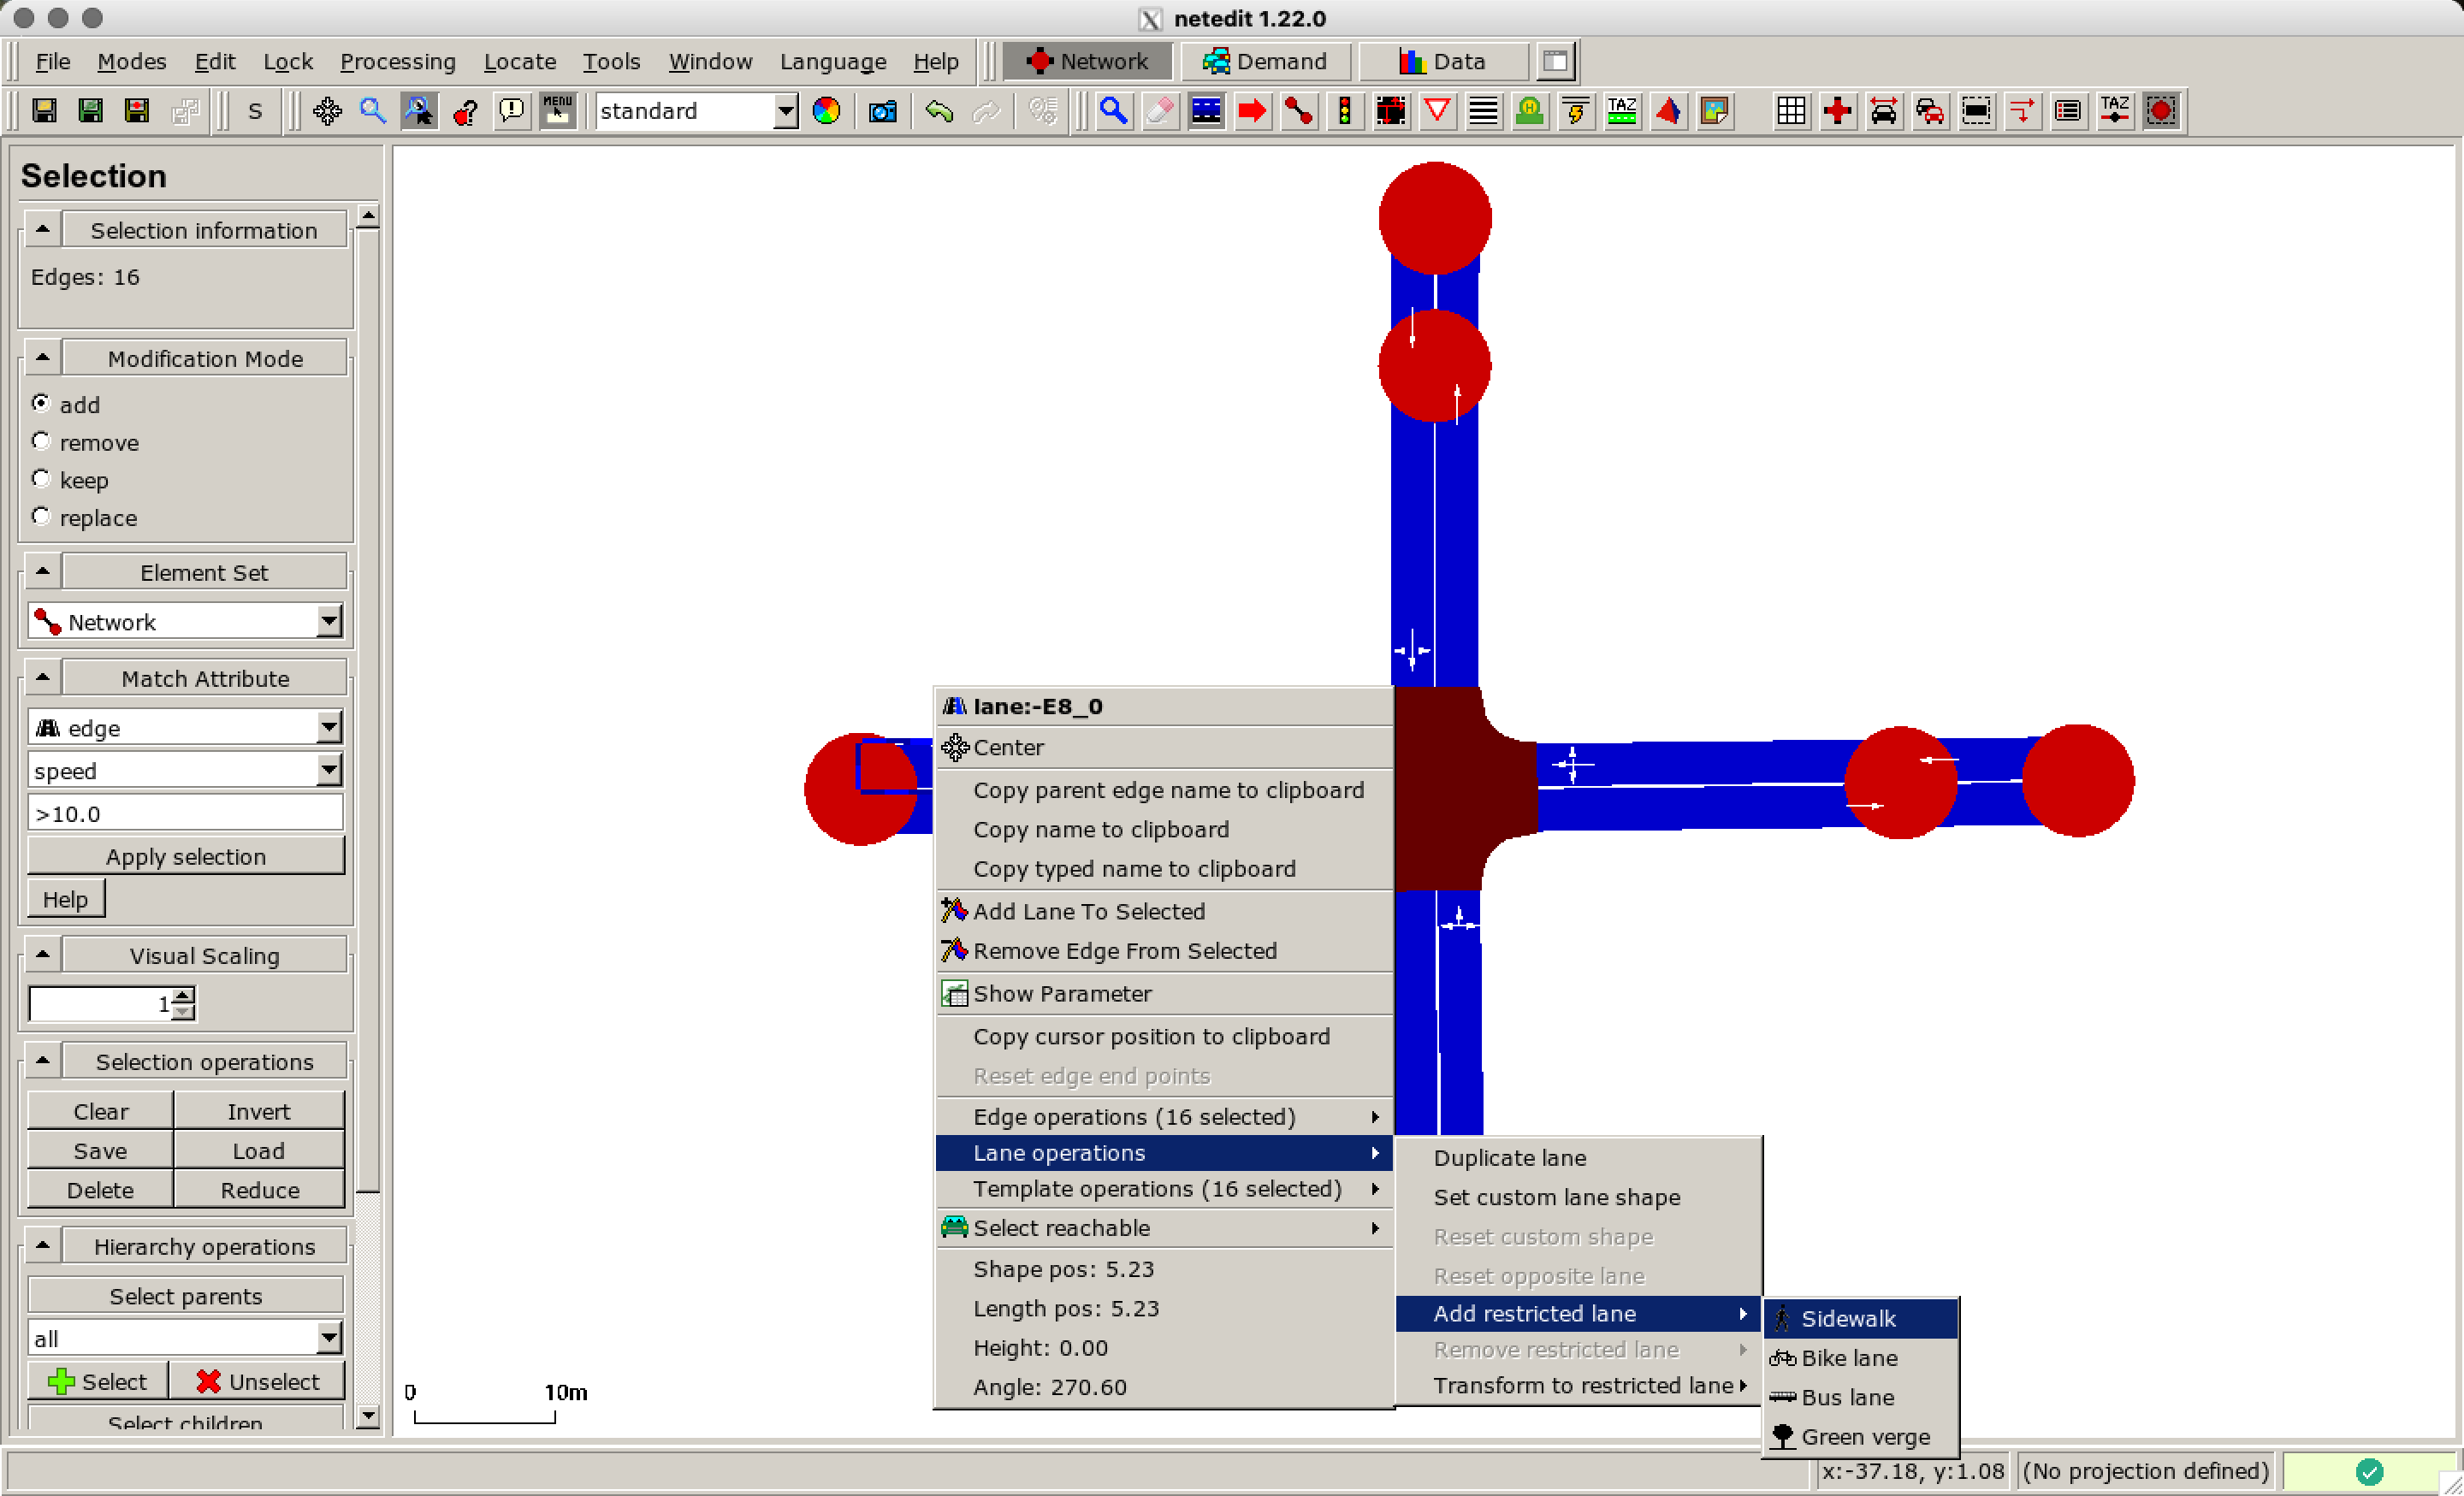 netedit 1.22.0
File Modes Edit Lock Processing Locate Tools Window Language Help Network Demand Data
S MENU standard TAZ TAZ
Selection
Selection information
Edges: 16
Modification Mode
add
remove
keep
replace
Element Set
Network
Match Attribute
edge
speed
>10.0
Apply selection
Help
Visual Scaling
1
Selection operations
Clear Invert
Save Load
Delete Reduce
Hierarchy operations
Select parents
all
Select Unselect
Select children
0 10m
lane:-E8_0
Center
Copy parent edge name to clipboard
Copy name to clipboard
Copy typed name to clipboard
Add Lane To Selected
Remove Edge From Selected
Show Parameter
Copy cursor position to clipboard
Reset edge end points
Edge operations (16 selected)
Lane operations
Template operations (16 selected)
Select reachable
Shape pos: 5.23
Length pos: 5.23
Height: 0.00
Angle: 270.60
Duplicate lane
Set custom lane shape
Reset custom shape
Reset opposite lane
Add restricted lane
Remove restricted lane
Transform to restricted lane
Sidewalk
Bike lane
Bus lane
Green verge
x:-37.18, y:1.08 (No projection defined)